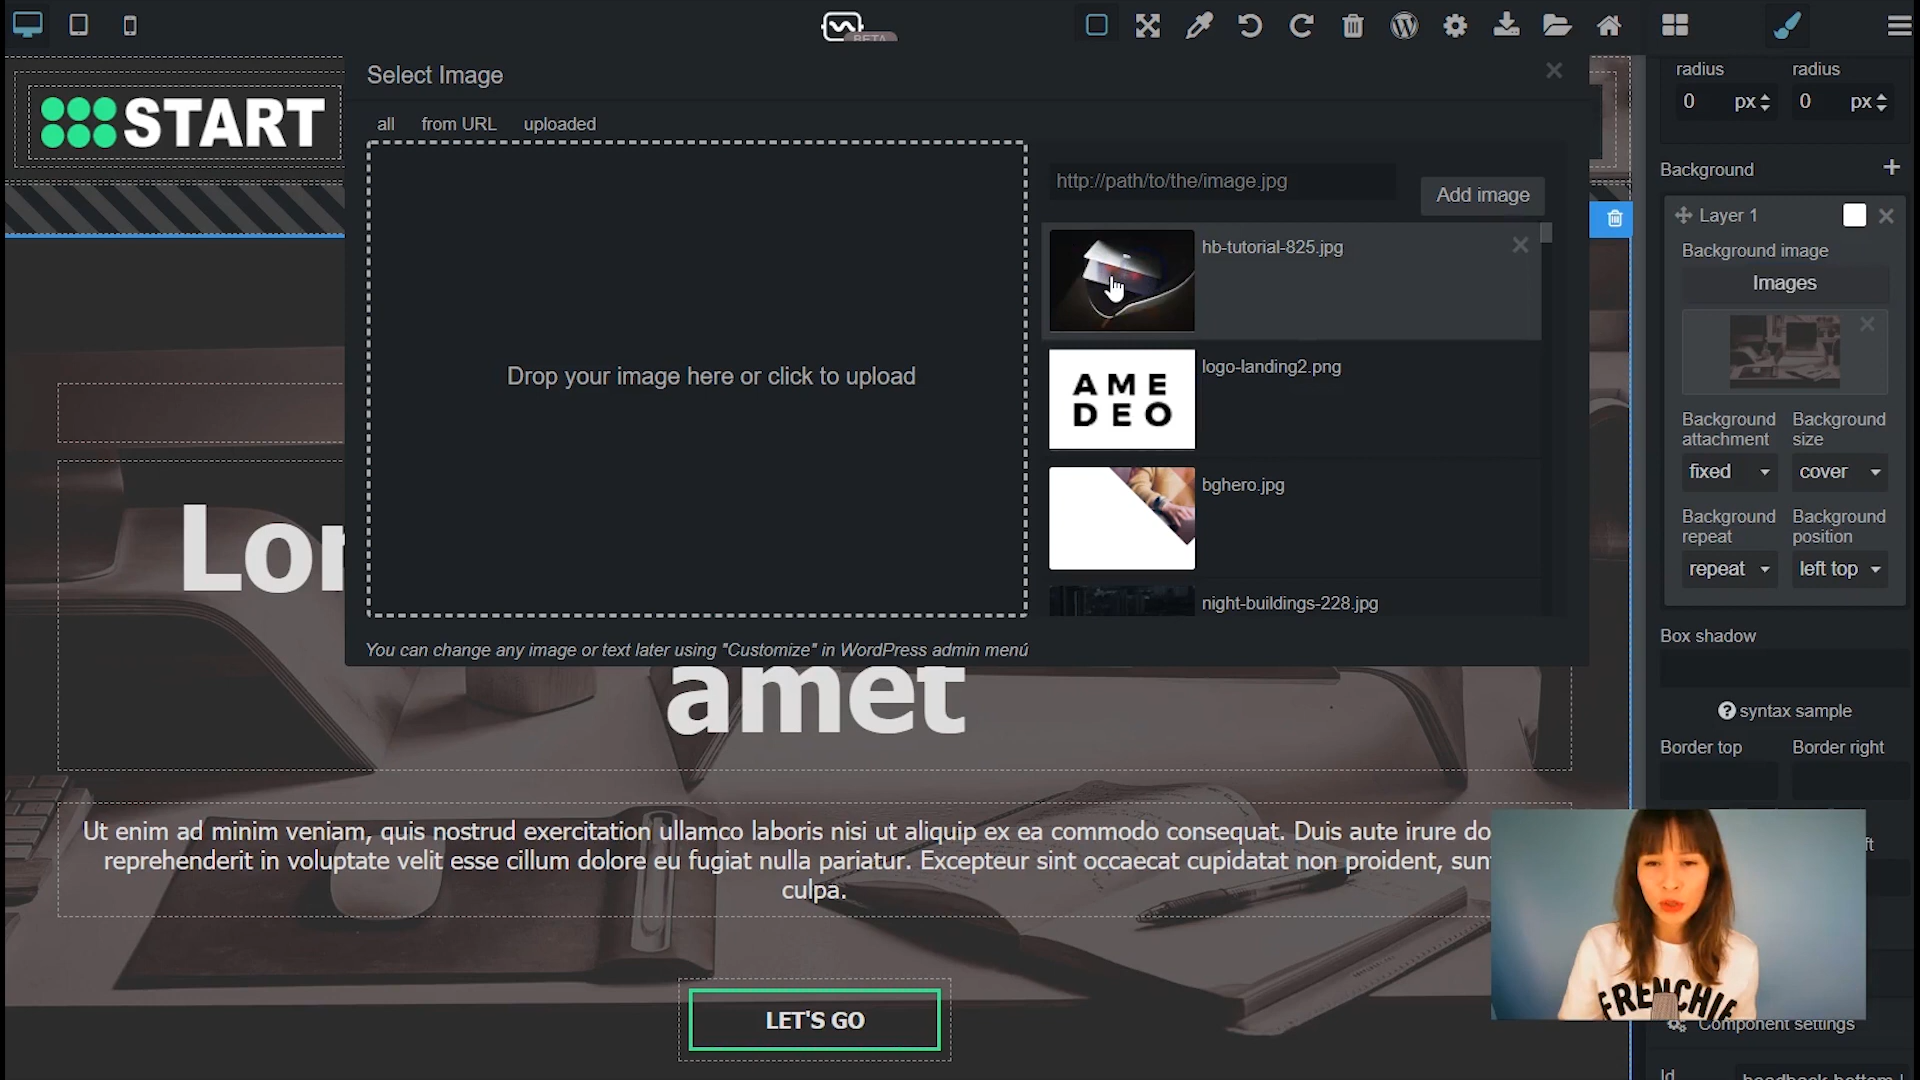 BETA
START
Select Image
all from URL uploaded
Drop your image here or click to upload
http://path/to/the/image.jpg
Add image
hb-tutorial-825.jpg
AME
DEO
logo-landing2.png
bghero.jpg
night-buildings-228.jpg
You can change any image or text later using "Customize" in WordPress admin menú
Lor
amet
Ut enim ad minim veniam, quis nostrud exercitation ullamco laboris nisi ut aliquip ex ea commodo consequat. Duis aute irure do
reprehenderit in voluptate velit esse cillum dolore eu fugiat nulla pariatur. Excepteur sint occaecat cupidatat non proident, sunt
culpa.
LET'S GO
radius radius
0 px 0 px
Background
Layer 1
Background image
Images
Background attachment
Background size
fixed cover
Background repeat
Background position
repeat left top
Box shadow
syntax sample
Border top Border right
FRENCHIE
Component settings
Id